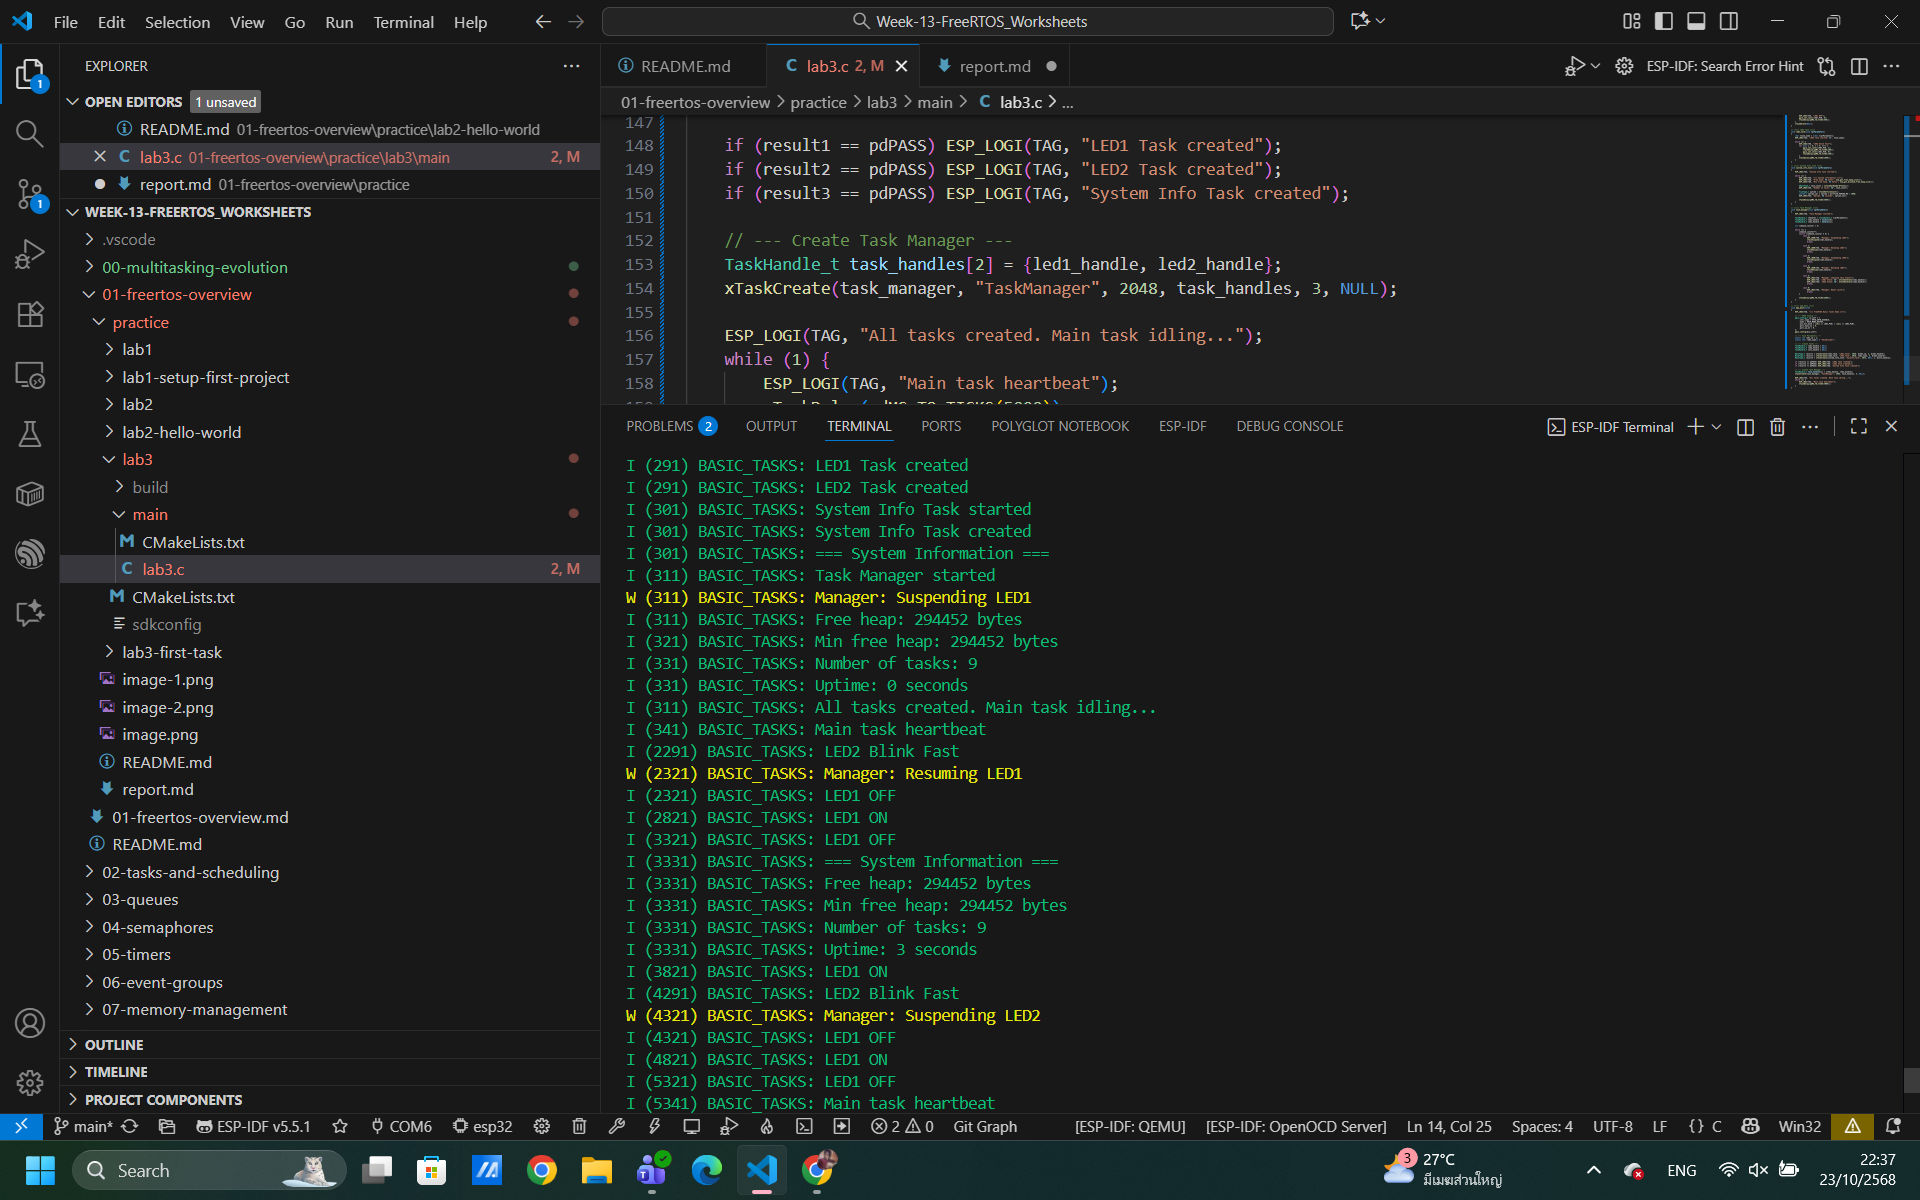 File Edit Selection View Go Run Terminal Help
Week-13-FreeRTOS_Worksheets
EXPLORER
OPEN EDITORS 1 unsaved
README.md 01-freertos-overview\practice\lab2-hello-world
lab3.c 01-freertos-overview\practice\lab3\main 2, M
report.md 01-freertos-overview\practice
WEEK-13-FREERTOS_WORKSHEETS
.vscode
00-multitasking-evolution
01-freertos-overview
practice
lab1
lab1-setup-first-project
lab2
lab2-hello-world
lab3
build
main
CMakeLists.txt
lab3.c 2, M
CMakeLists.txt
sdkconfig
lab3-first-task
image-1.png
image-2.png
image.png
README.md
report.md
01-freertos-overview.md
README.md
02-tasks-and-scheduling
03-queues
04-semaphores
05-timers
06-event-groups
07-memory-management
OUTLINE
TIMELINE
PROJECT COMPONENTS
README.md
lab3.c 2, M
report.md
ESP-IDF: Search Error Hint
01-freertos-overview > practice > lab3 > main > lab3.c > ...
147
148 if (result1 == pdPASS) ESP_LOGI(TAG, "LED1 Task created");
149 if (result2 == pdPASS) ESP_LOGI(TAG, "LED2 Task created");
150 if (result3 == pdPASS) ESP_LOGI(TAG, "System Info Task created");
151
152 // --- Create Task Manager ---
153 TaskHandle_t task_handles[2] = {led1_handle, led2_handle};
154 xTaskCreate(task_manager, "TaskManager", 2048, task_handles, 3, NULL);
155
156 ESP_LOGI(TAG, "All tasks created. Main task idling...");
157 while (1) {
158 ESP_LOGI(TAG, "Main task heartbeat");
PROBLEMS 2 OUTPUT TERMINAL PORTS POLYGLOT NOTEBOOK ESP-IDF DEBUG CONSOLE
ESP-IDF Terminal
I (291) BASIC_TASKS: LED1 Task created
I (291) BASIC_TASKS: LED2 Task created
I (301) BASIC_TASKS: System Info Task started
I (301) BASIC_TASKS: System Info Task created
I (301) BASIC_TASKS: === System Information ===
I (311) BASIC_TASKS: Task Manager started
W (311) BASIC_TASKS: Manager: Suspending LED1
I (311) BASIC_TASKS: Free heap: 294452 bytes
I (321) BASIC_TASKS: Min free heap: 294452 bytes
I (331) BASIC_TASKS: Number of tasks: 9
I (331) BASIC_TASKS: Uptime: 0 seconds
I (311) BASIC_TASKS: All tasks created. Main task idling...
I (341) BASIC_TASKS: Main task heartbeat
I (2291) BASIC_TASKS: LED2 Blink Fast
W (2321) BASIC_TASKS: Manager: Resuming LED1
I (2321) BASIC_TASKS: LED1 OFF
I (2821) BASIC_TASKS: LED1 ON
I (3321) BASIC_TASKS: LED1 OFF
I (3331) BASIC_TASKS: === System Information ===
I (3331) BASIC_TASKS: Free heap: 294452 bytes
I (3331) BASIC_TASKS: Min free heap: 294452 bytes
I (3331) BASIC_TASKS: Number of tasks: 9
I (3331) BASIC_TASKS: Uptime: 3 seconds
I (3821) BASIC_TASKS: LED1 ON
I (4291) BASIC_TASKS: LED2 Blink Fast
W (4321) BASIC_TASKS: Manager: Suspending LED2
I (4321) BASIC_TASKS: LED1 OFF
I (4821) BASIC_TASKS: LED1 ON
I (5321) BASIC_TASKS: LED1 OFF
I (5341) BASIC_TASKS: Main task heartbeat
main* ESP-IDF v5.5.1 COM6 esp32 2 0 Git Graph [ESP-IDF: QEMU] [ESP-IDF: OpenOCD Server] Ln 14, Col 25 Spaces: 4 UTF-8 LF {} C Win32
Search
3 27°C
มีเมฆส่วนใหญ่
ENG
22:37
23/10/2568